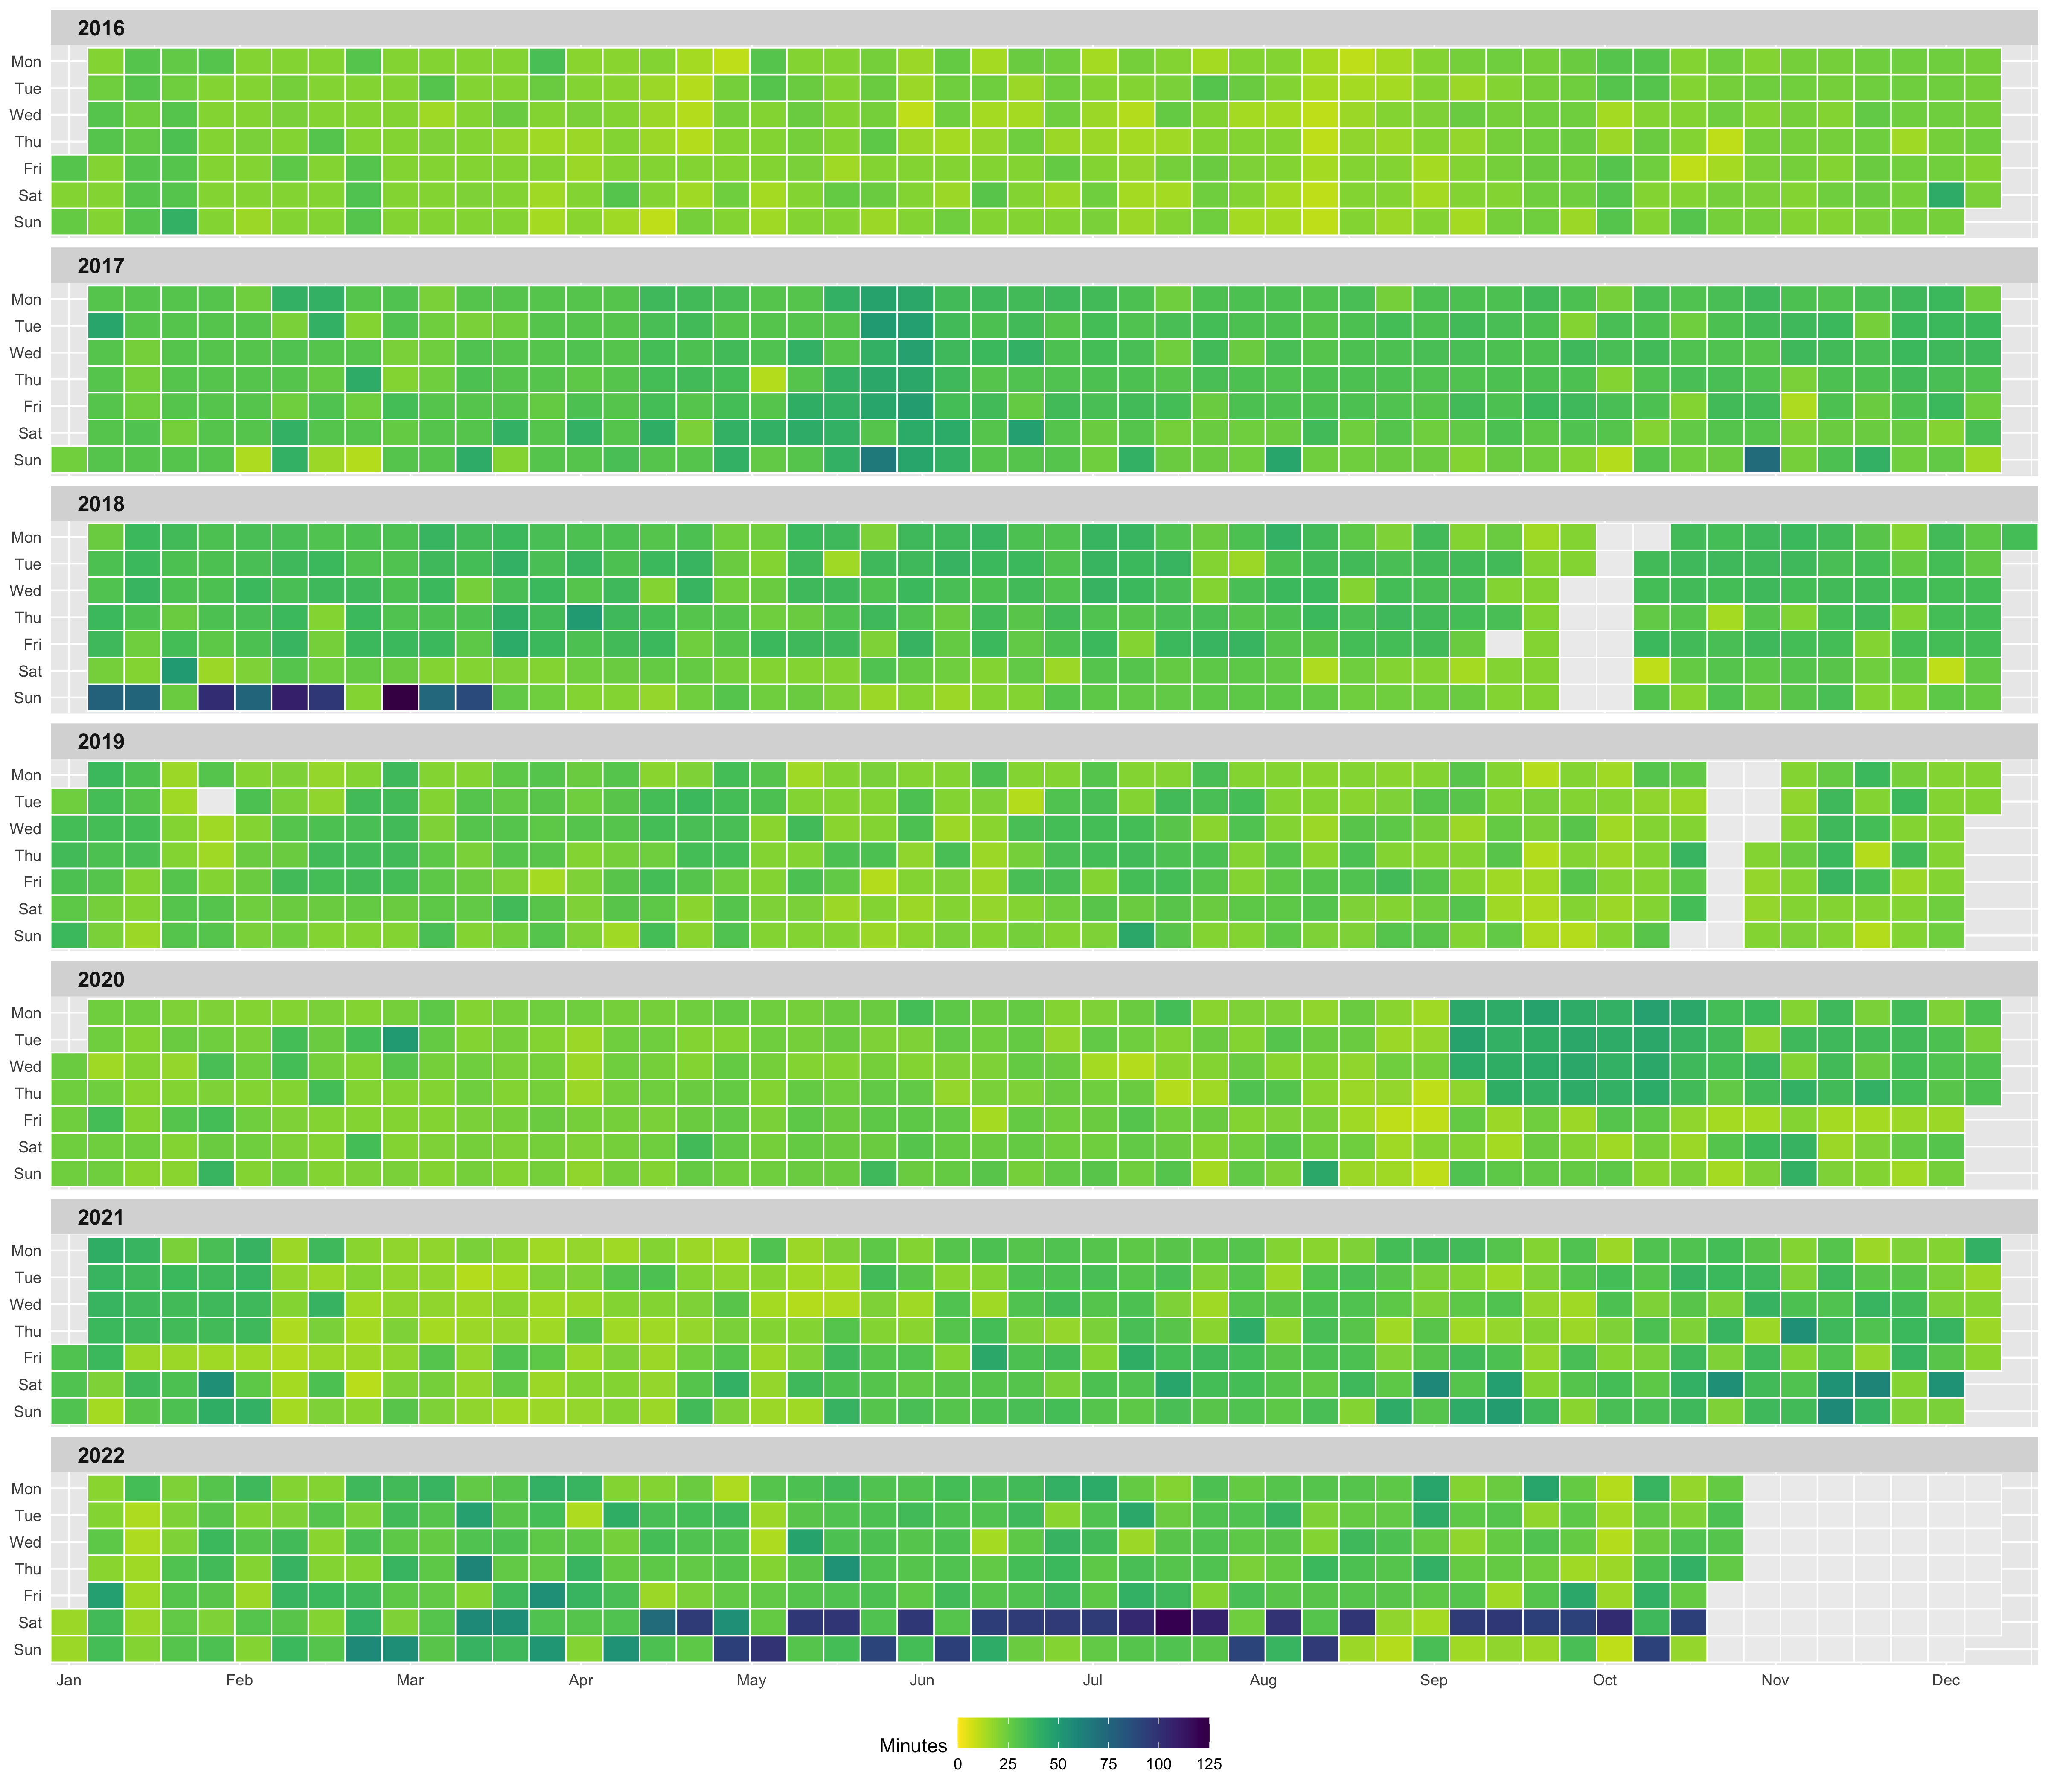 2016
Mon
Tue
Wed
Thu
Fri
Sat
Sun
2017
Mon
Tue
Wed
Thu
Fri
Sat
Sun
2018
Mon
Tue
Wed
Thu
Fri
Sat
Sun
2019
Mon
Tue
Wed
Thu
Fri
Sat
Sun
2020
Mon
Tue
Wed
Thu
Fri
Sat
Sun
2021
Mon
Tue
Wed
Thu
Fri
Sat
Sun
2022
Mon
Tue
Wed
Thu
Fri
Sat
Sun
Jan Feb Mar Apr May Jun Jul Aug Sep Oct Nov Dec
Minutes
0 25 50 75 100 125